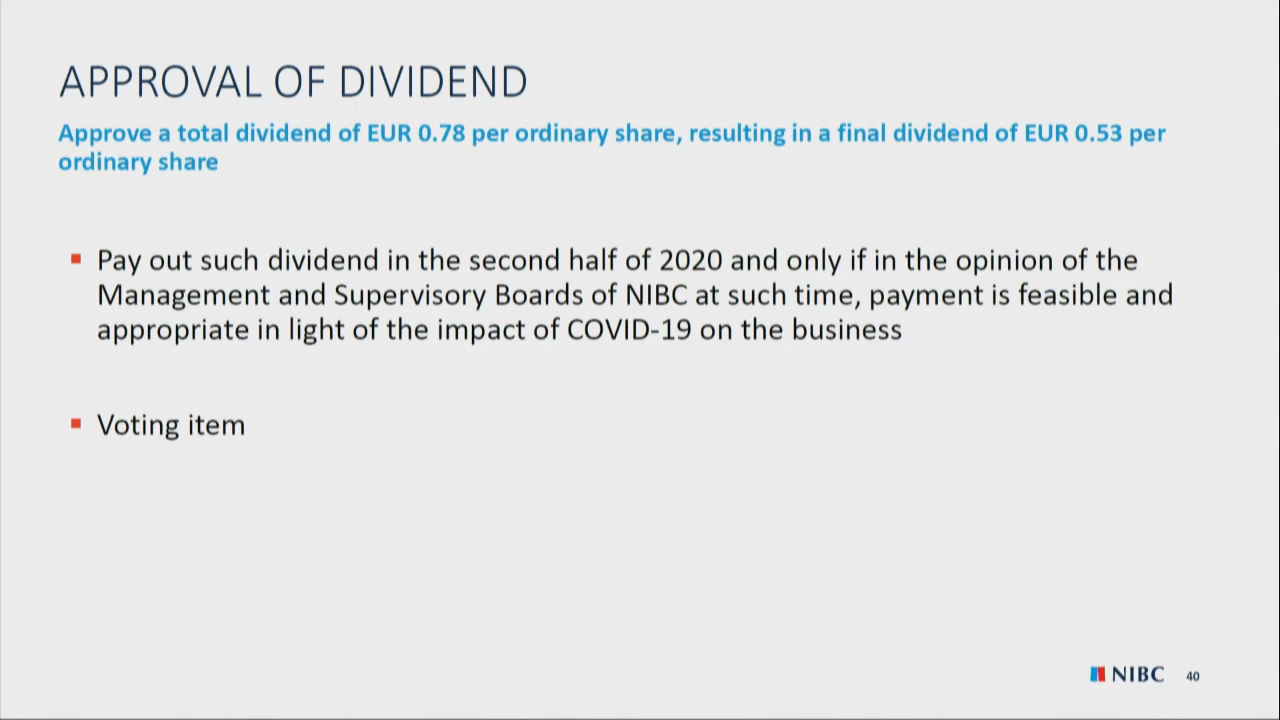 APPROVAL OF DIVIDEND
Approve a total dividend of EUR 0.78 per ordinary share, resulting in a final dividend of EUR 0.53 per
ordinary share
Pay out such dividend in the second half of 2020 and only if in the opinion of the
Management and Supervisory Boards of NIBC at such time, payment is feasible and
appropriate in light of the impact of COVID-19 on the business
Voting item
NIBC 40